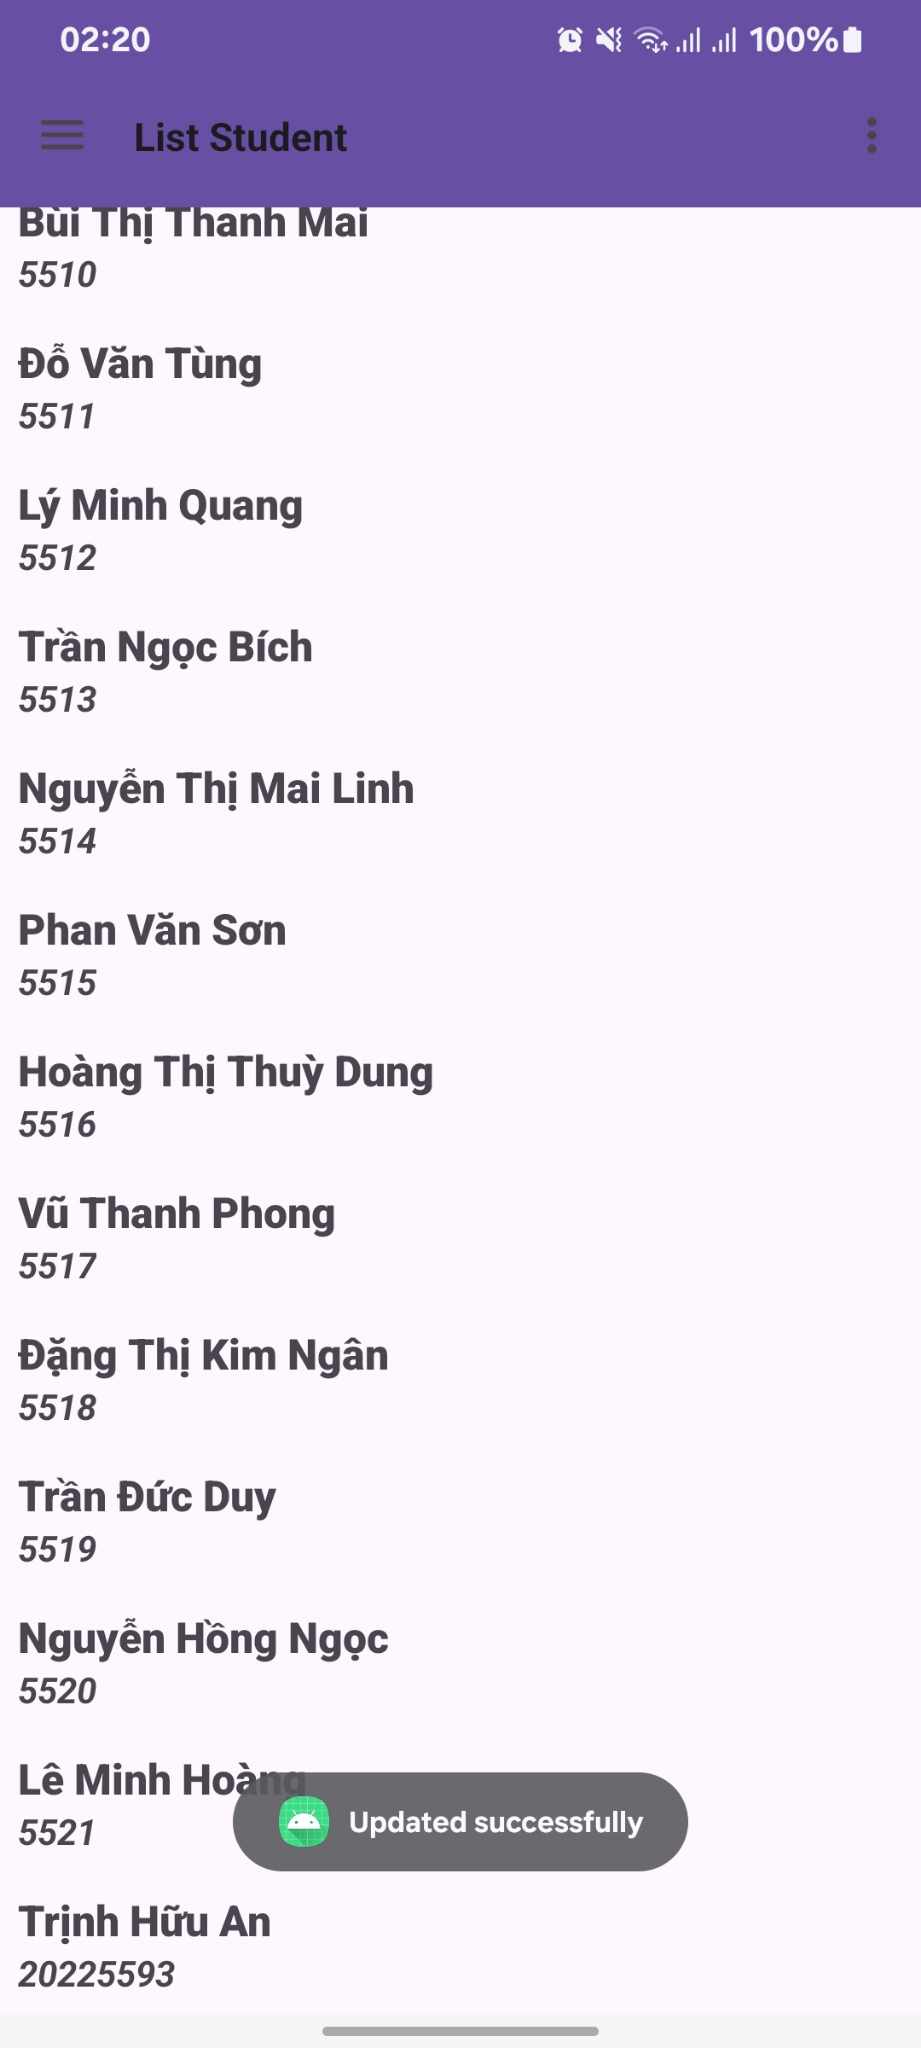 02:20
100%
List Student
Bùi Thị Thanh Mai
5510
Đỗ Văn Tùng
5511
Lý Minh Quang
5512
Trần Ngọc Bích
5513
Nguyễn Thị Mai Linh
5514
Phan Văn Sơn
5515
Hoàng Thị Thuỳ Dung
5516
Vũ Thanh Phong
5517
Đặng Thị Kim Ngân
5518
Trần Đức Duy
5519
Nguyễn Hồng Ngọc
5520
Lê Minh Hoàng
5521
Updated successfully
Trịnh Hữu An
20225593